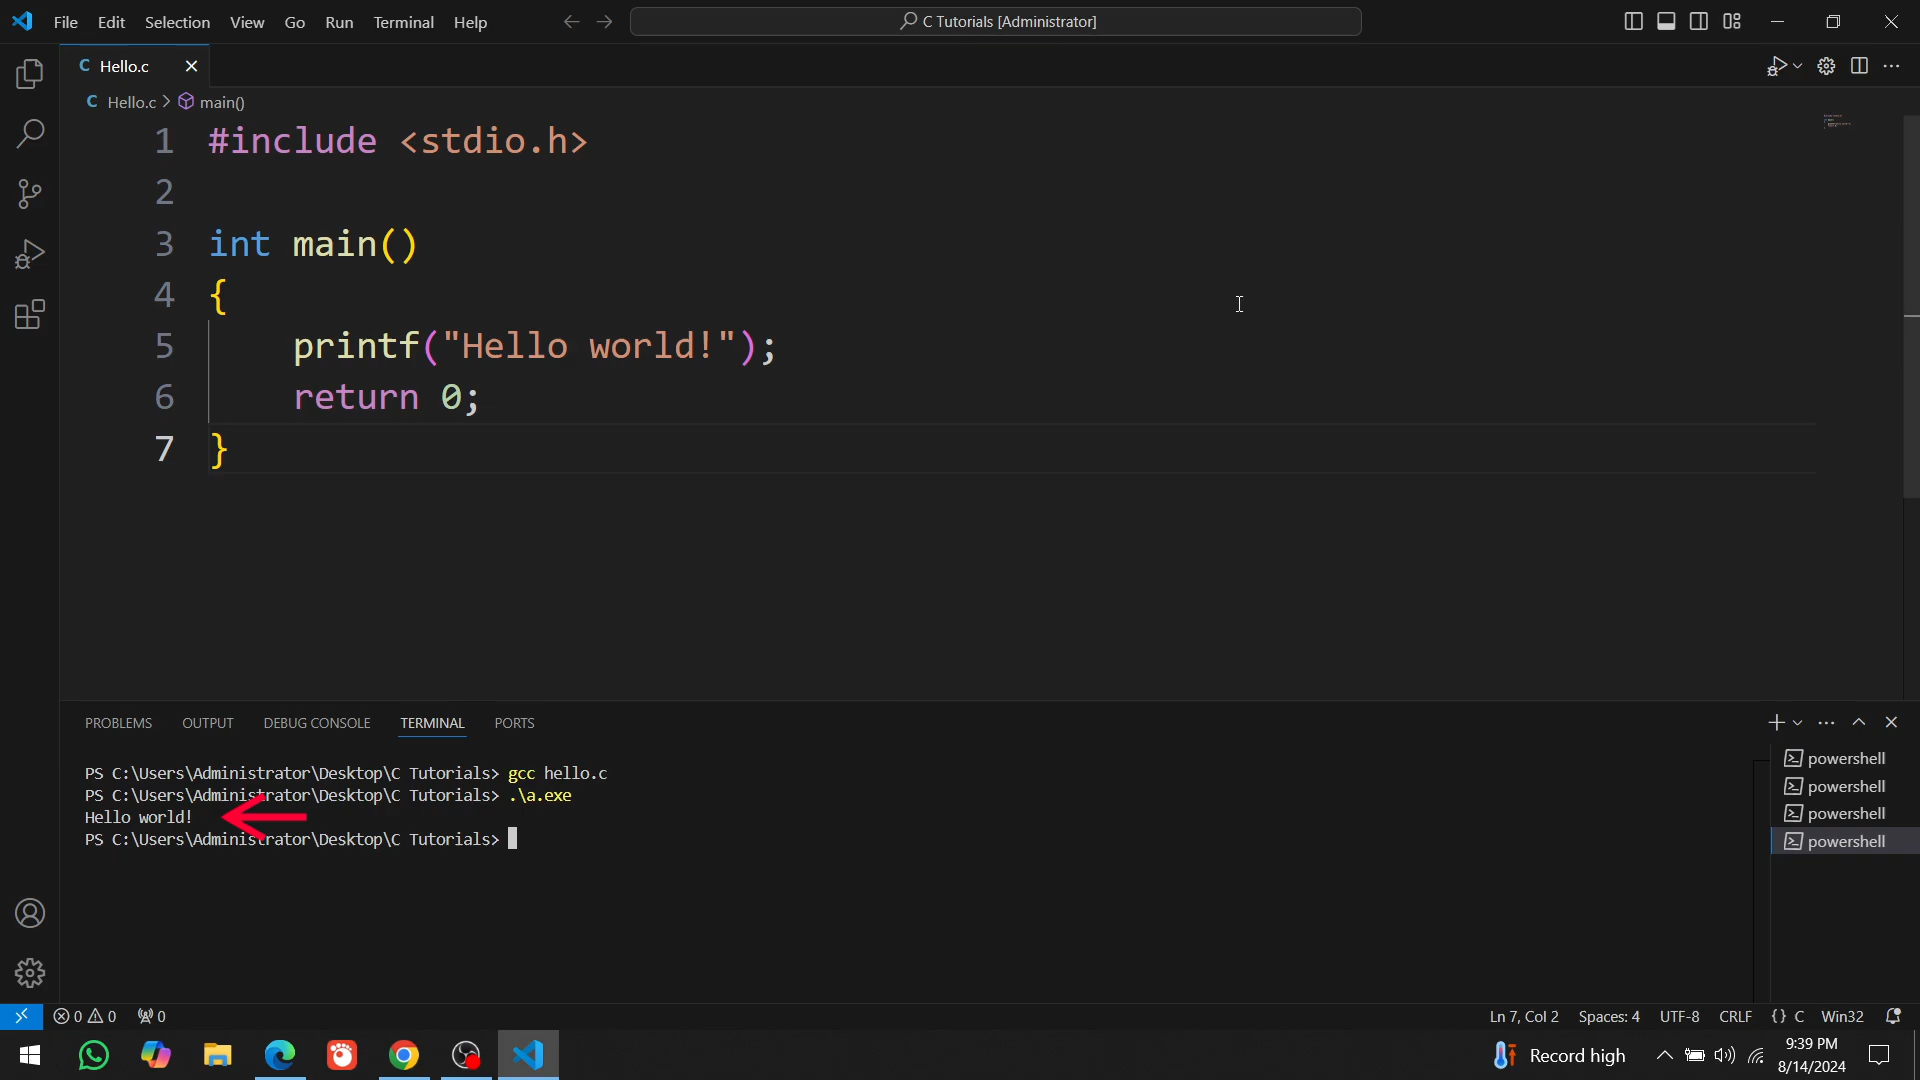 File Edit Selection View Go Run Terminal Help
C Tutorials [Administrator]
C Hello.c
C Hello.c > main()
1 #include <stdio.h>
2
3 int main()
4 {
5     printf("Hello world!");
6     return 0;
7 }
PROBLEMS OUTPUT DEBUG CONSOLE TERMINAL PORTS
PS C:\Users\Administrator\Desktop\C Tutorials> gcc hello.c
PS C:\Users\Administrator\Desktop\C Tutorials> .\a.exe
Hello world!
PS C:\Users\Administrator\Desktop\C Tutorials>
powershell
powershell
powershell
powershell
0 0 0
Ln 7, Col 2 Spaces: 4 UTF-8 CRLF {} C Win32
Record high
9:39 PM
8/14/2024